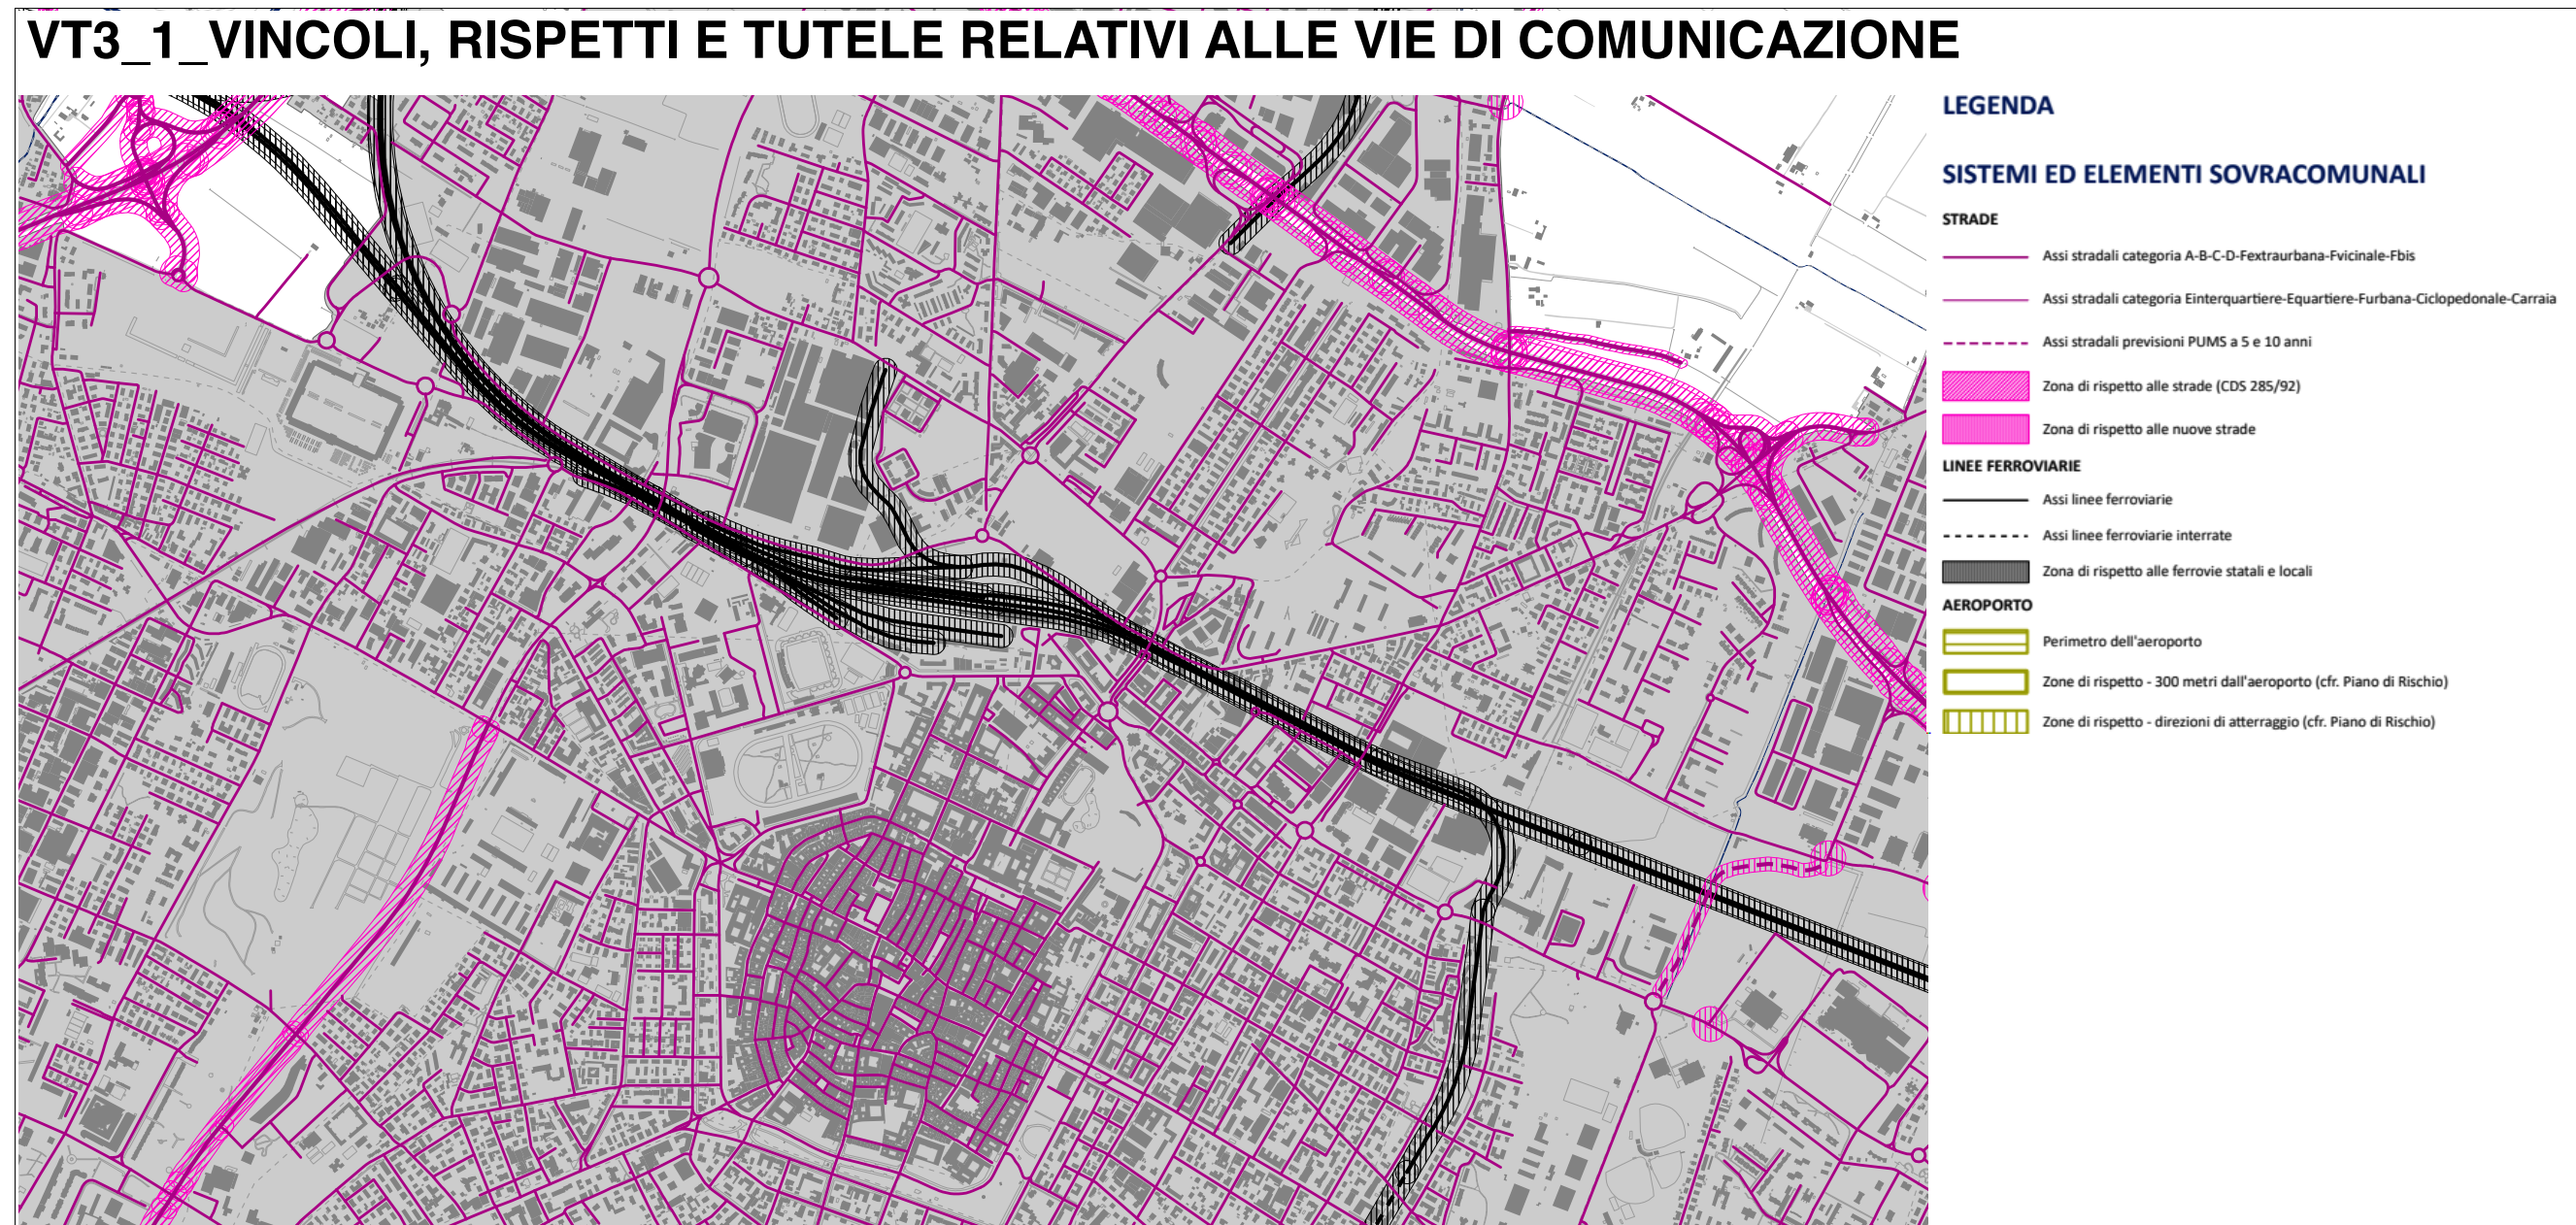 VT3_1_VINCOLI, RISPETTI E TUTELE RELATIVI ALLE VIE DI COMUNICAZIONE
LEGENDA
SISTEMI ED ELEMENTI SOVRACOMUNALI
STRADE
Assi stradali categoria A-B-C-D-Fextraurbana-Fvicinale-Fbis
Assi stradali categoria Einterquartiere-Equartiere-Furbana-Ciclopedonale-Carraia
Assi stradali previsioni PUMS a 5 e 10 anni
Zona di rispetto alle strade (CDS 285/92)
Zona di rispetto alle nuove strade
LINEE FERROVIARIE
Assi linee ferroviarie
Assi linee ferroviarie interrate
Zona di rispetto alle ferrovie statali e locali
AEROPORTO
Perimetro dell'aeroporto
Zone di rispetto - 300 metri dall'aeroporto (cfr. Piano di Rischio)
Zone di rispetto - direzioni di atterraggio (cfr. Piano di Rischio)